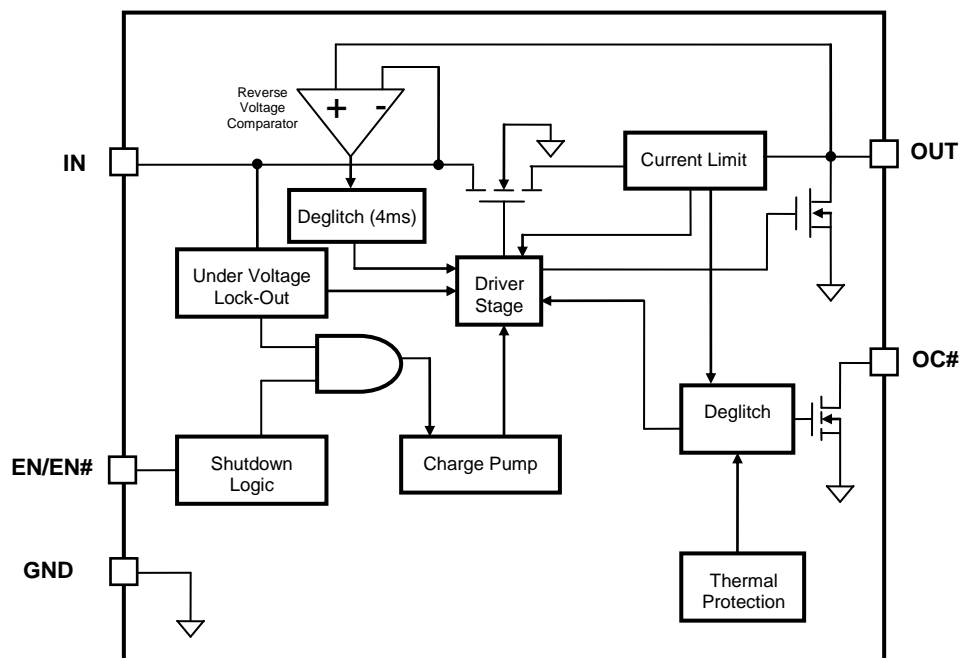 Reverse
Voltage
Comparator
+ -
IN
Current Limit
OUT
Deglitch (4ms)
Under Voltage
Lock-Out
Driver
Stage
OC#
Deglitch
EN/EN#
Shutdown
Logic
Charge Pump
GND
Thermal
Protection